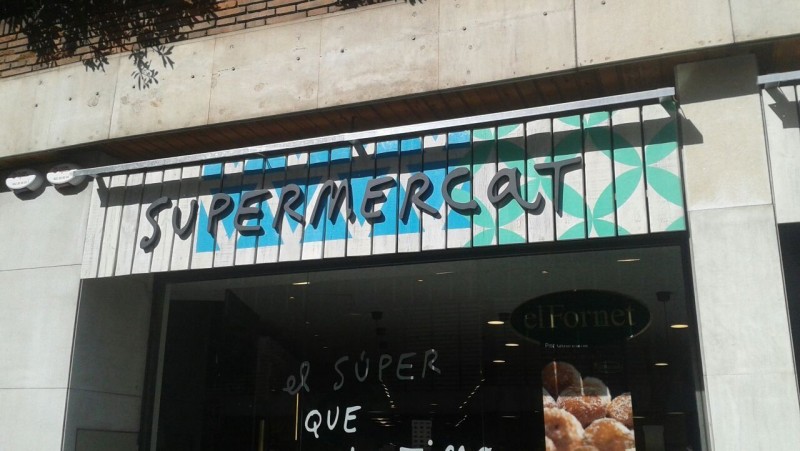 SUPERMERCAT
elFornet
el SÚPER
QUE